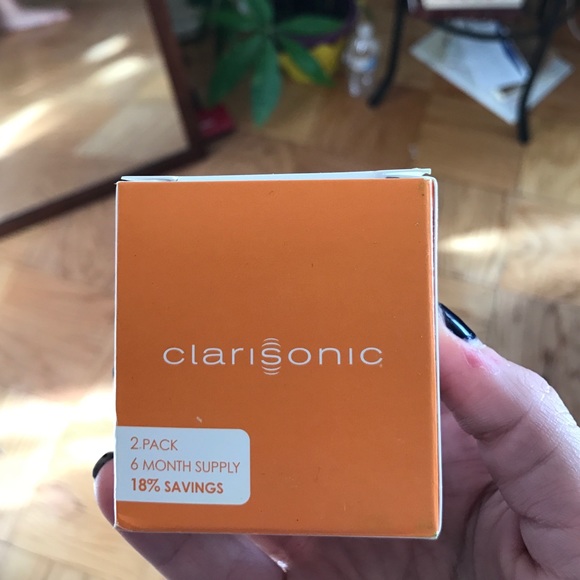 clarisonic
2 PACK
6 MONTH SUPPLY
18% SAVINGS